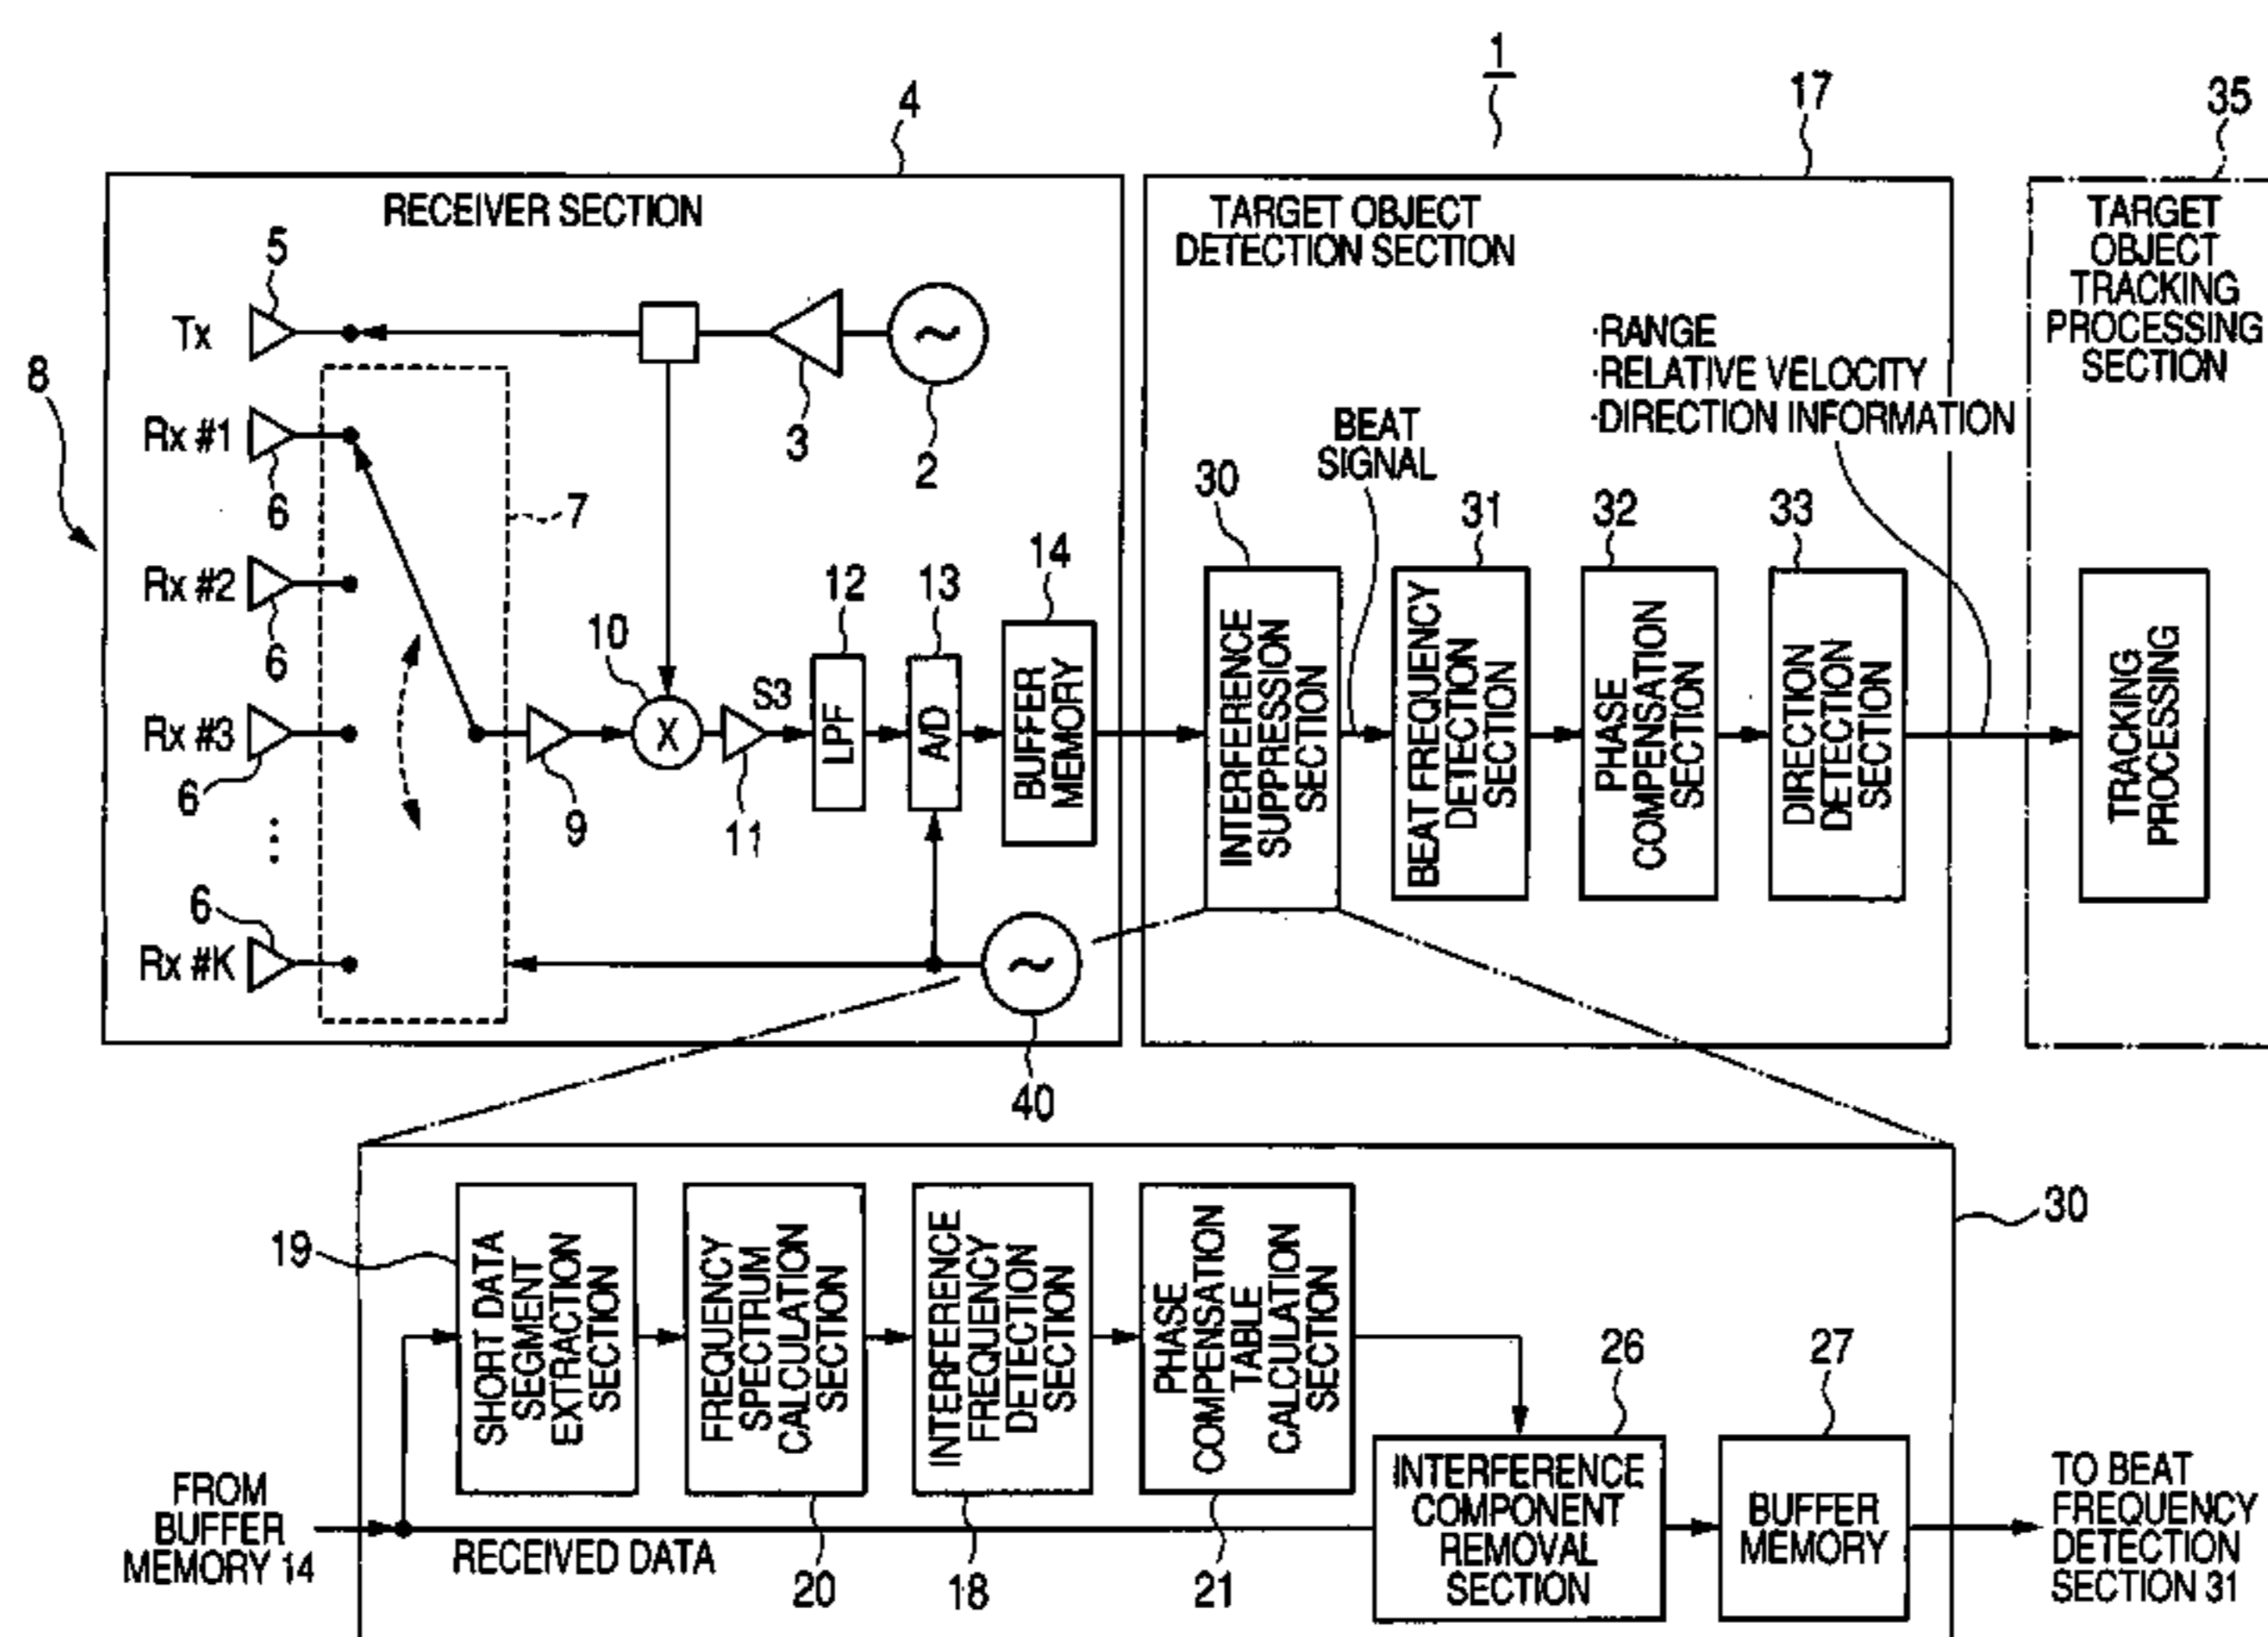 1
4
17
35
RECEIVER SECTION
TARGET OBJECT
DETECTION SECTION
TARGET
OBJECT
TRACKING
PROCESSING
SECTION
5
Tx
3
2
8
·RANGE
·RELATIVE VELOCITY
·DIRECTION INFORMATION
Rx #1
6
7
BEAT
SIGNAL
Rx #2
6
10
12
13
14
30
31
32
33
Rx #3
6
9
X
11
S3
LPF
A/D
BUFFER
MEMORY
INTERFERENCE
SUPPRESSION
SECTION
BEAT FREQUENCY
DETECTION
SECTION
PHASE
COMPENSATION
SECTION
DIRECTION
DETECTION
SECTION
TRACKING
PROCESSING
6
Rx #K
40
30
19
SHORT DATA
SEGMENT
EXTRACTION
SECTION
FREQUENCY
SPECTRUM
CALCULATION
SECTION
INTERFERENCE
FREQUENCY
DETECTION
SECTION
PHASE
COMPENSATION
TABLE
CALCULATION
SECTION
26
27
FROM
BUFFER
MEMORY 14
RECEIVED DATA
20
18
21
INTERFERENCE
COMPONENT
REMOVAL
SECTION
BUFFER
MEMORY
TO BEAT
FREQUENCY
DETECTION
SECTION 31